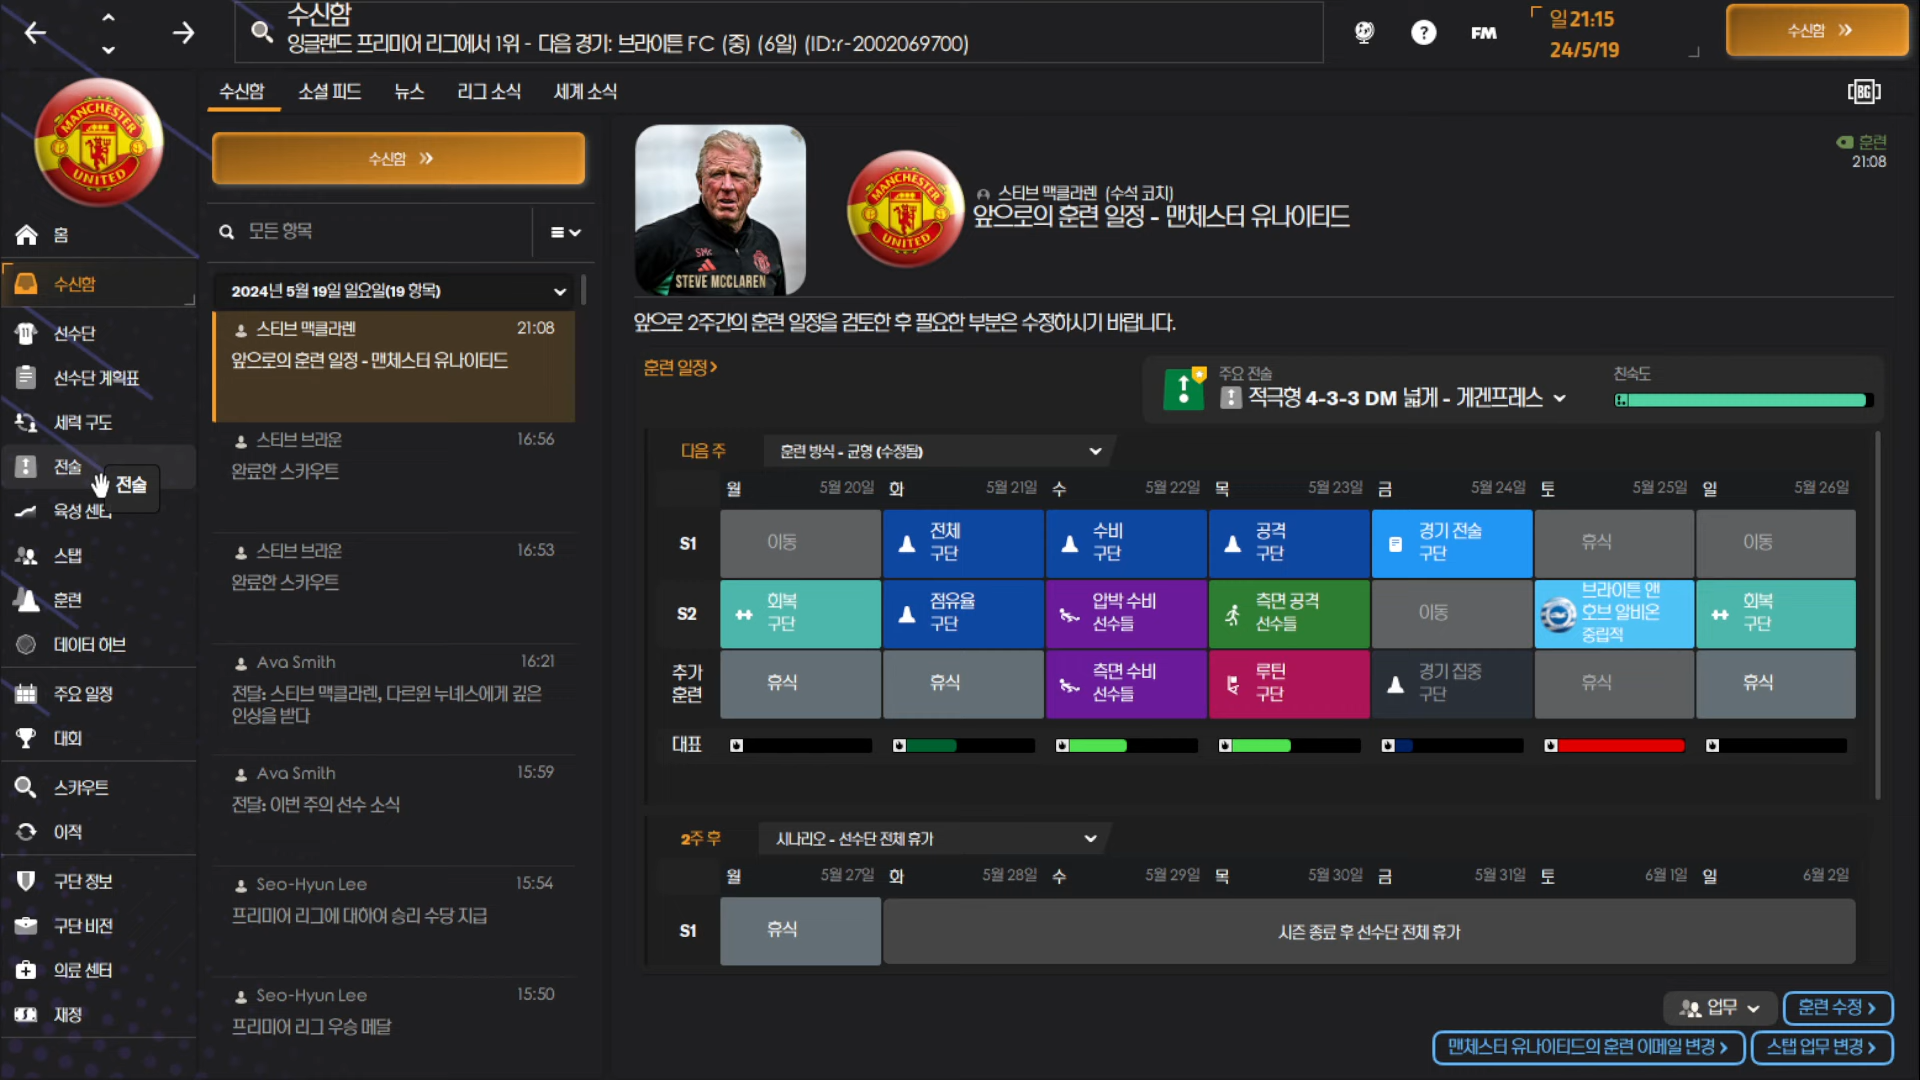 수신함
잉글랜드 프리미어 리그에서 1위 - 다음 경기: 브라이튼 FC (중) (6일) (ID:r-2002069700)
FM
일 21:15
24/5/19
수신함
수신함
소셜 피드
뉴스
리그 소식
세계 소식
BG
MANCHESTER
UNITED
홈
수신함
선수단
선수단 계획표
세력 구도
전술
전술
육성 센터
스탭
훈련
데이터 허브
주요 일정
대회
스카우트
이적
구단 정보
구단 비전
의료 센터
재정
수신함
모든 항목
2024년 5월 19일 일요일(19 항목)
스티브 맥클라렌 21:08
앞으로의 훈련 일정 - 맨체스터 유나이티드
스티브 브라운 16:56
완료한 스카우트
스티브 브라운 16:53
완료한 스카우트
Ava Smith 16:21
전달: 스티브 맥클라렌, 다르윈 누녜스에게 깊은
인상을 받다
Ava Smith 15:59
전달: 이번 주의 선수 소식
Seo-Hyun Lee 15:54
프리미어 리그에 대하여 승리 수당 지급
Seo-Hyun Lee 15:50
프리미어 리그 우승 메달
SMc
STEVE MCCLAREN
MANCHESTER
UNITED
스티브 맥클라렌 (수석 코치)
앞으로의 훈련 일정 - 맨체스터 유나이티드
훈련
21:08
앞으로 2주간의 훈련 일정을 검토한 후 필요한 부분은 수정하시기 바랍니다.
훈련 일정
주요 전술
적극형 4-3-3 DM 넓게 - 게겐프레스
친숙도
다음 주
훈련 방식 - 균형 (수정됨)
월 5월 20일 화 5월 21일 수 5월 22일 목 5월 23일 금 5월 24일 토 5월 25일 일 5월 26일
S1
이동
전체
구단
수비
구단
공격
구단
경기 전술
구단
휴식
이동
S2
회복
구단
점유율
구단
압박 수비
선수들
측면 공격
선수들
이동
브라이튼 앤
호브 알비온
중립적
회복
구단
추가
훈련
휴식
휴식
측면 수비
선수들
루틴
구단
경기 집중
구단
휴식
휴식
대표
2주 후
시나리오 - 선수단 전체 휴가
월 5월 27일 화 5월 28일 수 5월 29일 목 5월 30일 금 5월 31일 토 6월 1일 일 6월 2일
S1
휴식
시즌 종료 후 선수단 전체 휴가
업무
훈련 수정
맨체스터 유나이티드의 훈련 이메일 변경
스탭 업무 변경